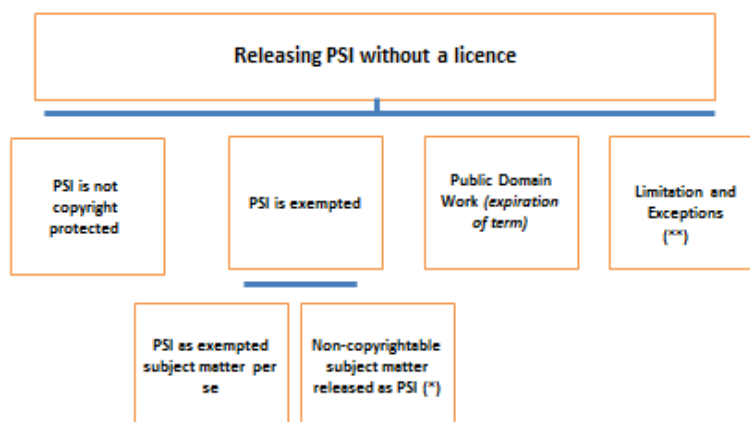 Releasing PSI without a licence
PSI is not
copyright
protected
PSI is exempted
Public Domain
Work (expiration
of term)
Limitation and
Exceptions
(**)
PSI as exempted
subject matter per
se
Non-copyrightable
subject matter
released as PSI (*)